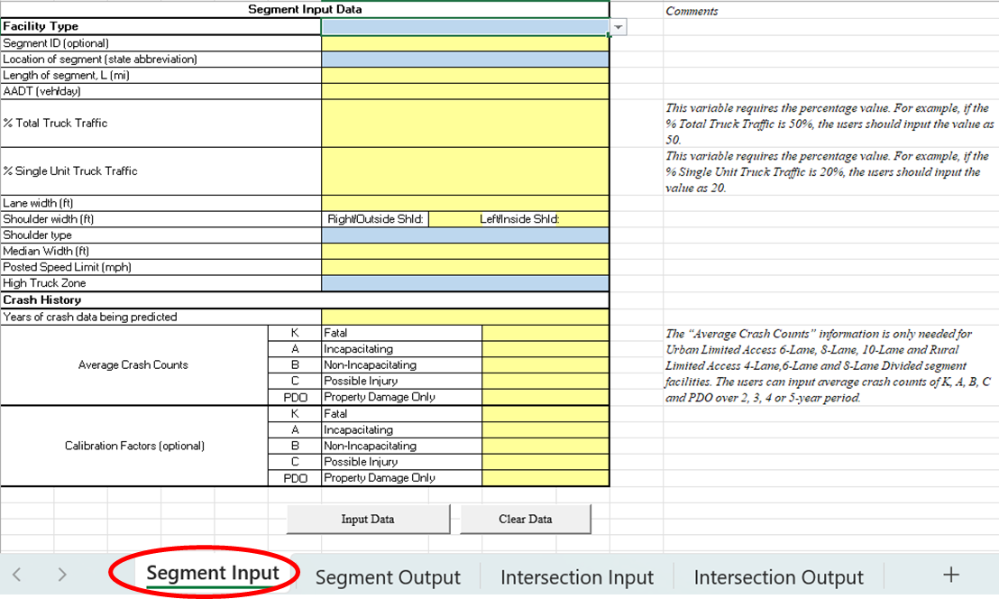 Segment Input Data
Comments
Facility Type
Segment ID (optional)
Location of segment (state abbreviation)
Length of segment, L (mi)
AADT (veh/day)
% Total Truck Traffic
This variable requires the percentage value. For example, if the
% Total Truck Traffic is 50%, the users should input the value as
50.
% Single Unit Truck Traffic
This variable requires the percentage value. For example, if the
% Single Unit Truck Traffic is 20%, the users should input the
value as 20.
Lane width (ft)
Shoulder width (ft) Right/Outside Shld: Left/Inside Shld:
Shoulder type
Median Width (ft)
Posted Speed Limit (mph)
High Truck Zone
Crash History
Years of crash data being predicted
Average Crash Counts
K Fatal
A Incapacitating
B Non-Incapacitating
C Possible Injury
PDO Property Damage Only
The “Average Crash Counts” information is only needed for
Urban Limited Access 6-Lane, 8-Lane, 10-Lane and Rural
Limited Access 4-Lane,6-Lane and 8-Lane Divided segment
facilities. The users can input average crash counts of K, A, B, C
and PDO over 2, 3, 4 or 5-year period.
Calibration Factors (optional)
K Fatal
A Incapacitating
B Non-Incapacitating
C Possible Injury
PDO Property Damage Only
Input Data
Clear Data
Segment Input Segment Output Intersection Input Intersection Output +